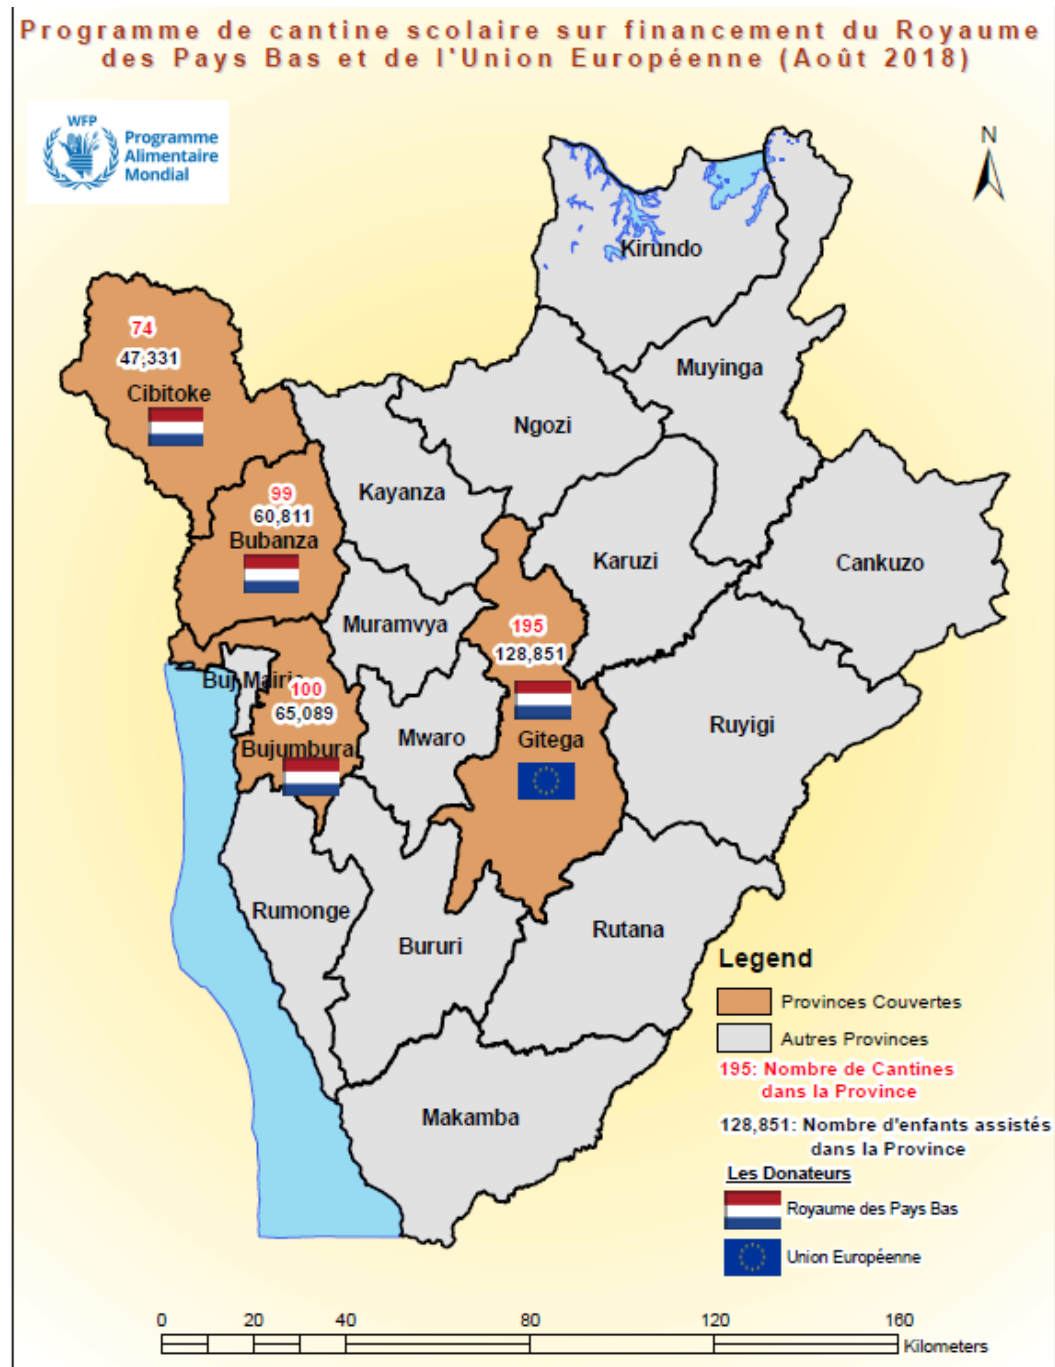 Programme de cantine scolaire sur financement du Royaume
des Pays Bas et de l'Union Européenne (Août 2018)
WFP
Programme
Alimentaire
Mondial
N
Kirundo
74
47,331
Cibitoke
Muyinga
Ngozi
99
60,811
Bubanza
Kayanza
Karuzi
Cankuzo
Muramvya
195
128,851
Buj Mairie
100
65,089
Bujumbura
Mwaro
Gitega
Ruyigi
Rumonge
Bururi
Rutana
Makamba
Legend
Provinces Couvertes
Autres Provinces
195: Nombre de Cantines
dans la Province
128,851: Nombre d'enfants assistés
dans la Province
Les Donateurs
Royaume des Pays Bas
Union Européenne
0 20 40 80 120 160
Kilometers